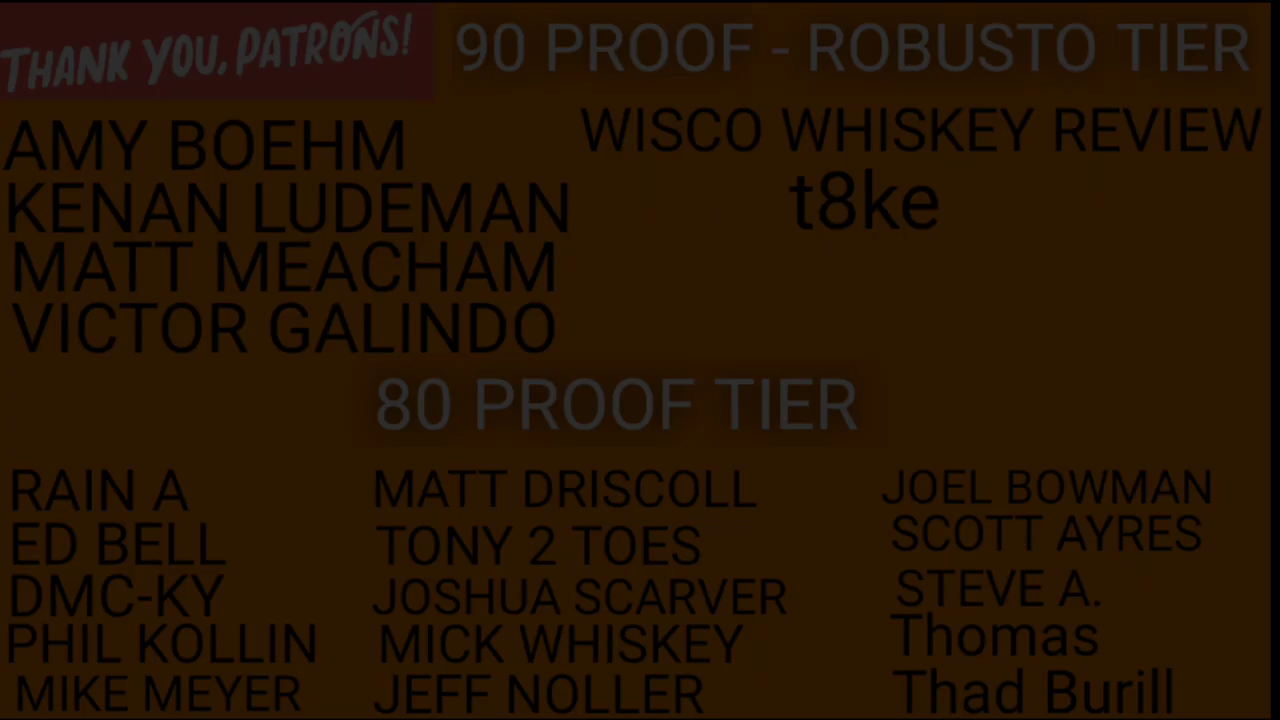 THANK YOU, PATRONS!
90 PROOF - ROBUSTO TIER
AMY BOEHM
KENAN LUDEMAN
MATT MEACHAM
VICTOR GALINDO
WISCO WHISKEY REVIEW
t8ke
80 PROOF TIER
RAIN A
ED BELL
DMC-KY
PHIL KOLLIN
MIKE MEYER
MATT DRISCOLL
TONY 2 TOES
JOSHUA SCARVER
MICK WHISKEY
JEFF NOLLER
JOEL BOWMAN
SCOTT AYRES
STEVE A.
Thomas
Thad Burill